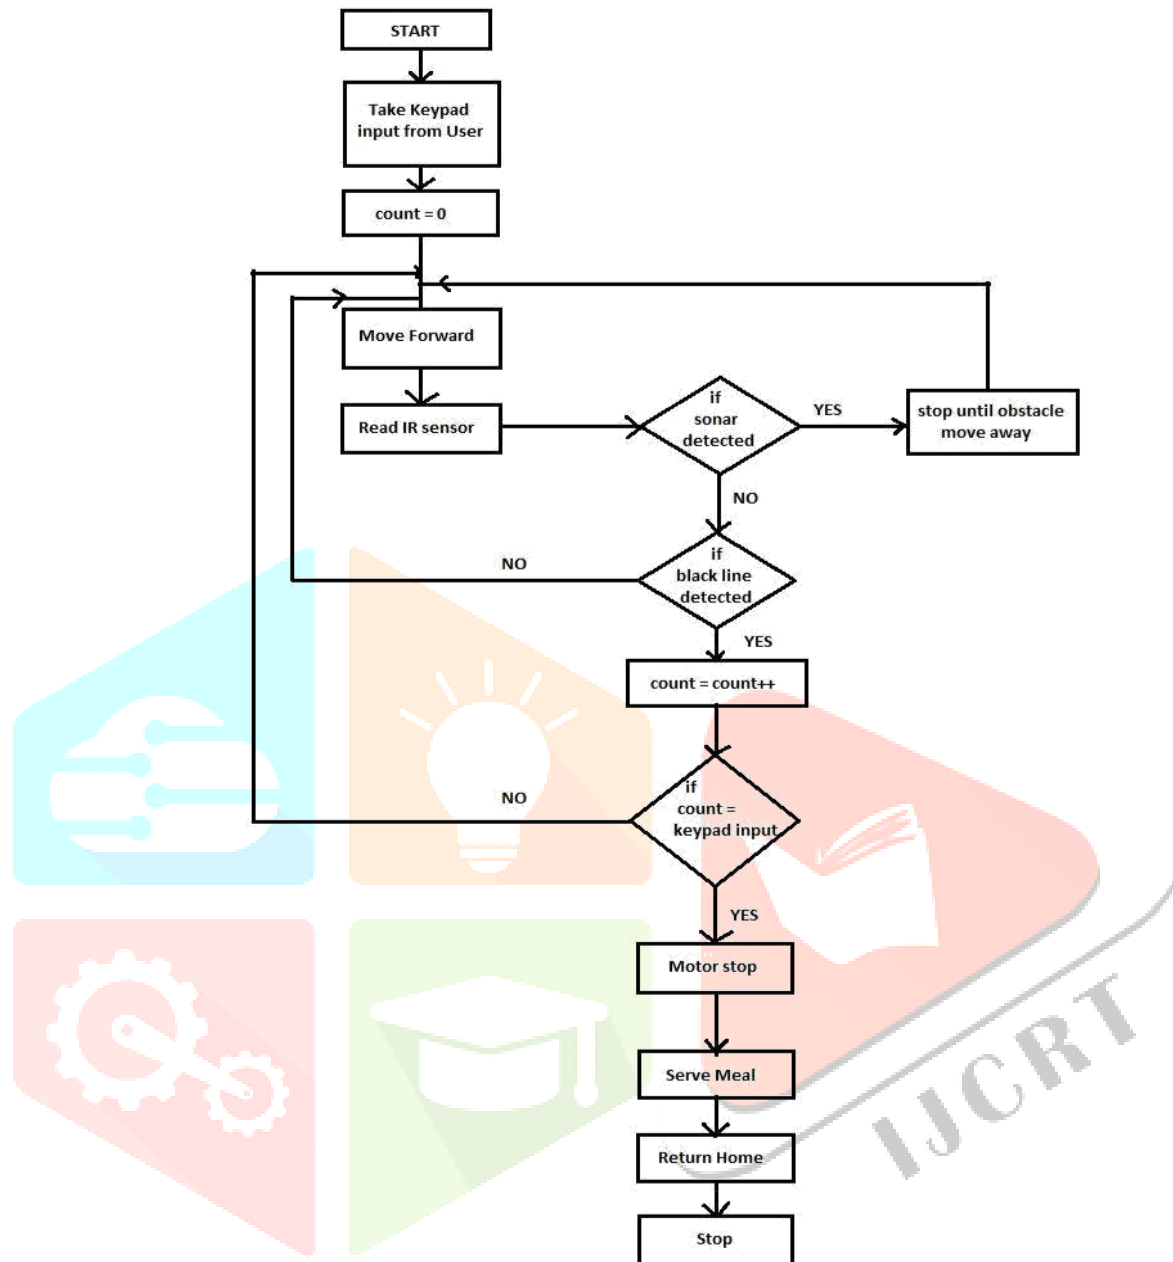 START
Take Keypad
input from User
count = 0
Move Forward
Read IR sensor
if
sonar
detected
YES
stop until obstacle
move away
NO
if
black line
detected
NO
YES
count = count++
if
count =
keypad input
NO
YES
Motor stop
Serve Meal
Return Home
Stop
IJCRT